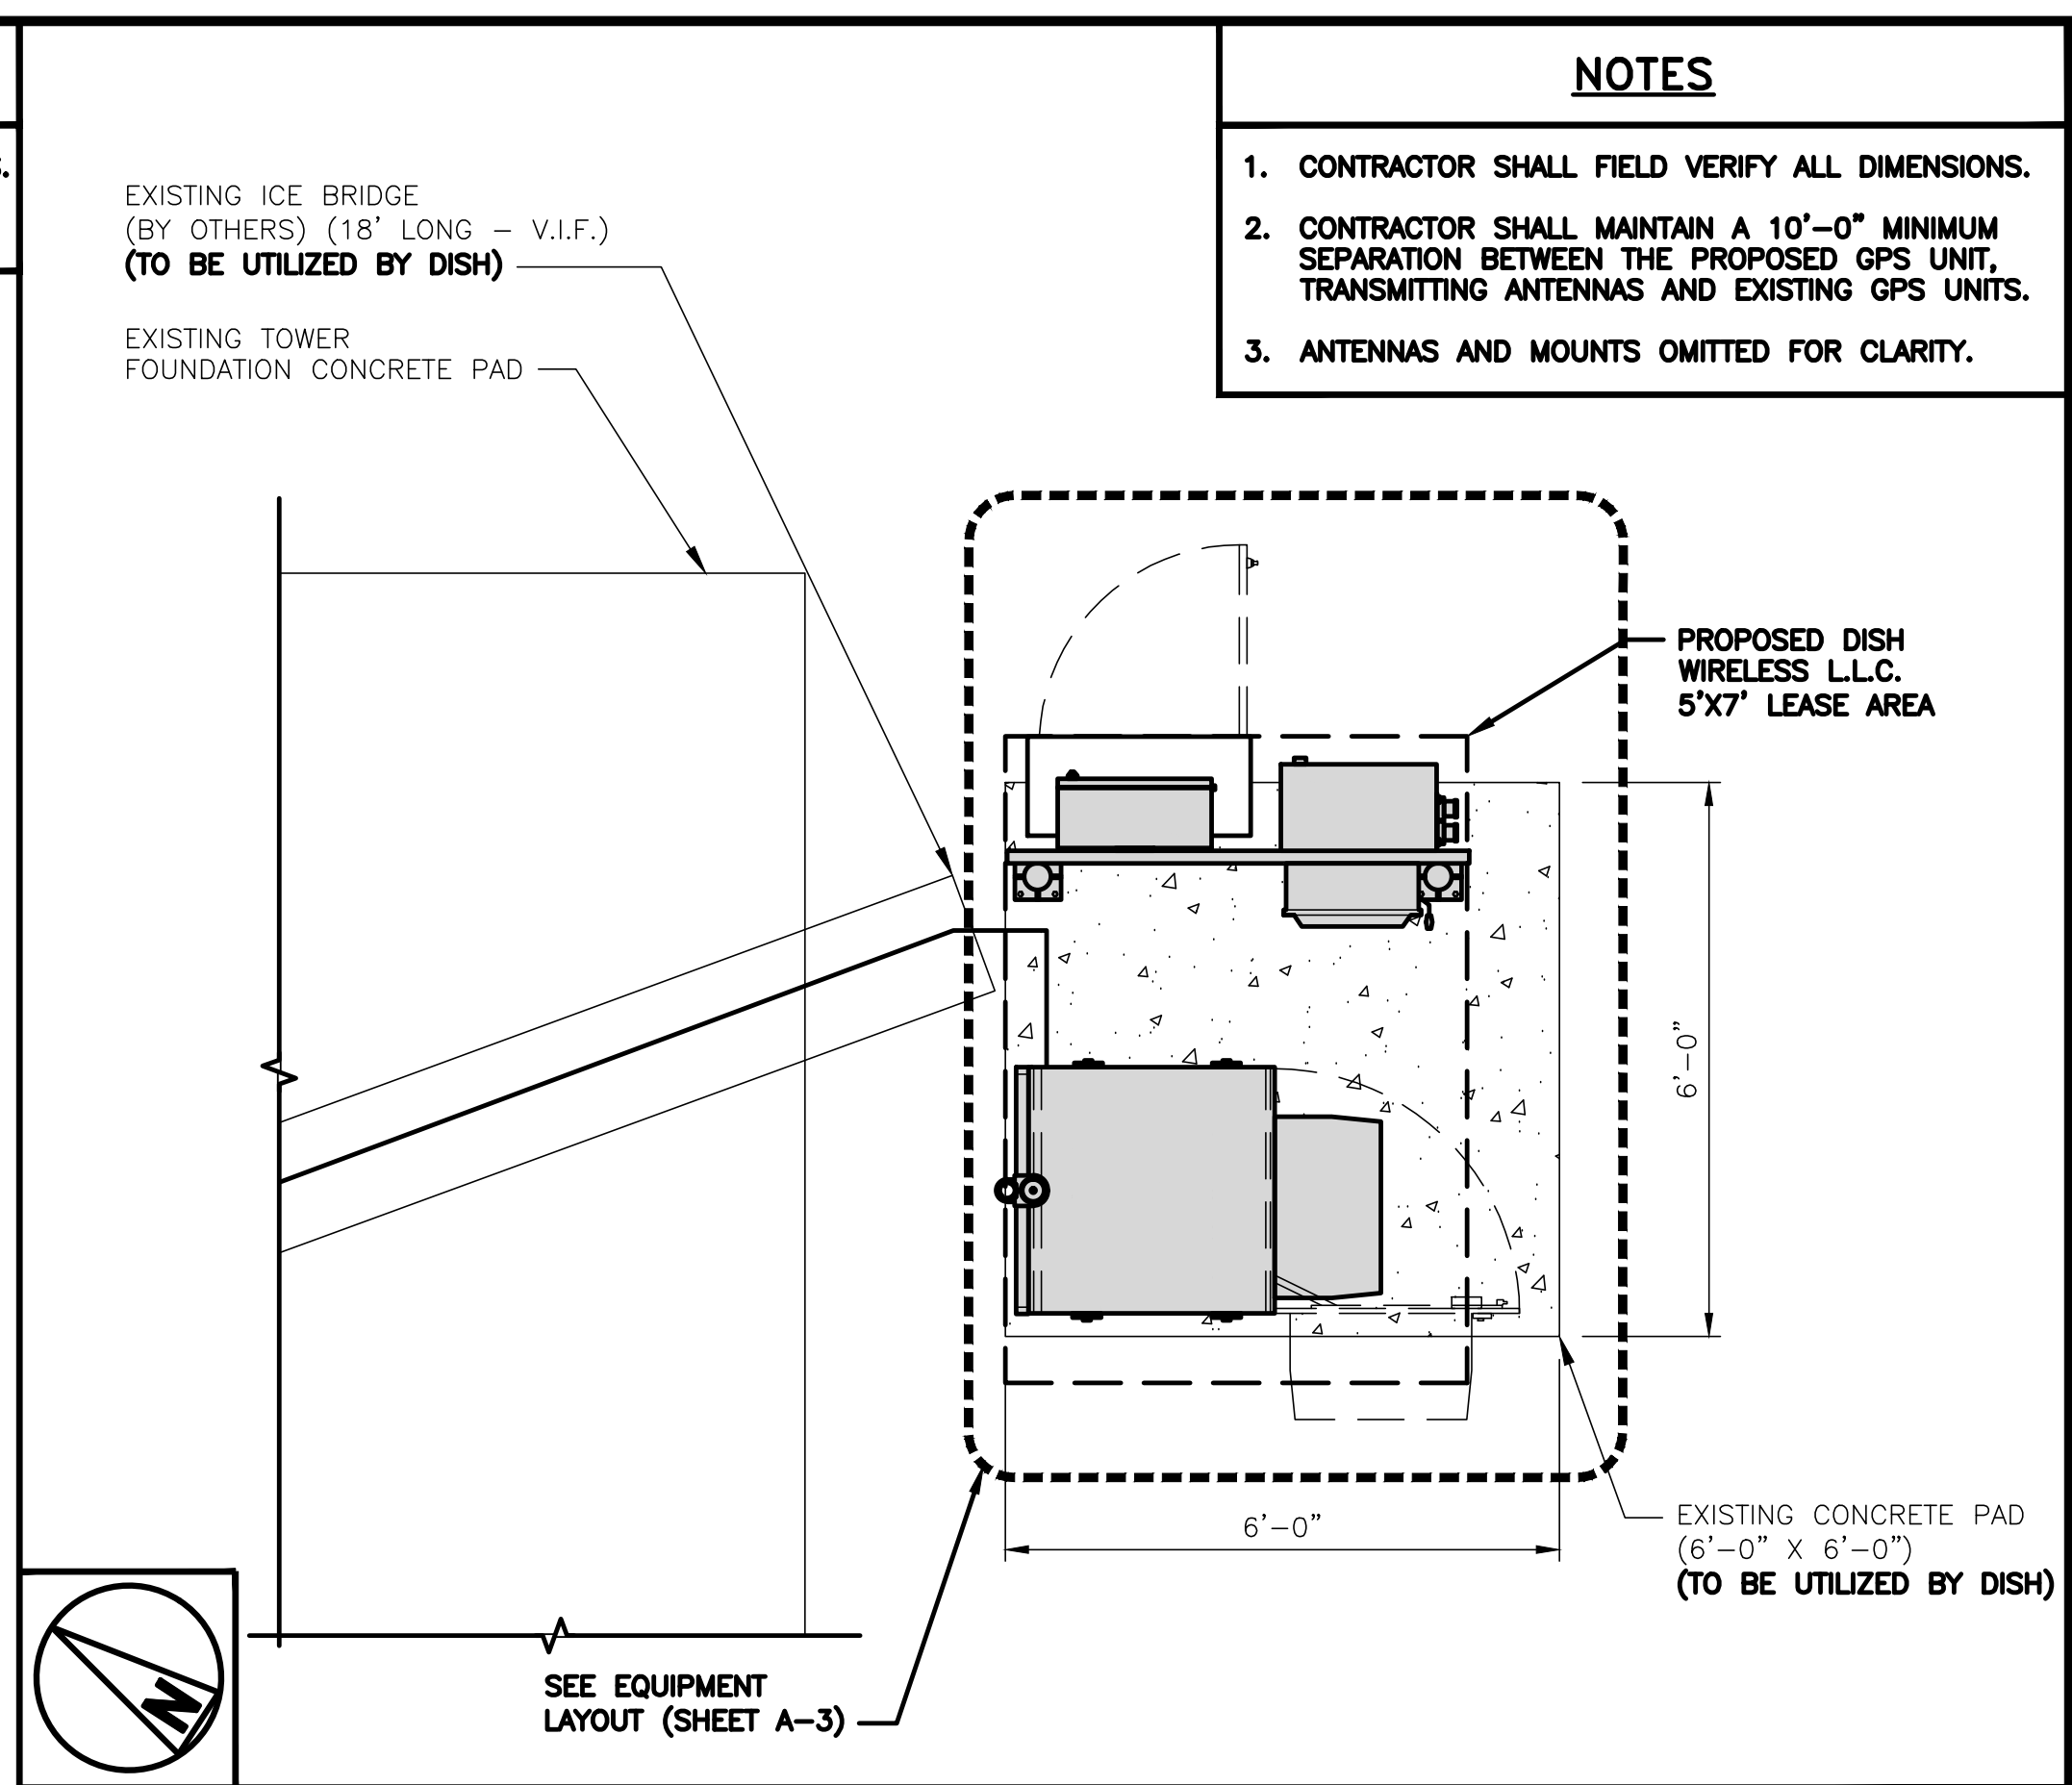 NOTES
1. CONTRACTOR SHALL FIELD VERIFY ALL DIMENSIONS.
2. CONTRACTOR SHALL MAINTAIN A 10'-0" MINIMUM
SEPARATION BETWEEN THE PROPOSED GPS UNIT,
TRANSMITTING ANTENNAS AND EXISTING GPS UNITS.
3. ANTENNAS AND MOUNTS OMITTED FOR CLARITY.
EXISTING ICE BRIDGE
(BY OTHERS) (18' LONG - V.I.F.)
(TO BE UTILIZED BY DISH)
EXISTING TOWER
FOUNDATION CONCRETE PAD
PROPOSED DISH
WIRELESS L.L.C.
5'X7' LEASE AREA
6'-0"
6'-0"
EXISTING CONCRETE PAD
(6'-0" X 6'-0")
(TO BE UTILIZED BY DISH)
SEE EQUIPMENT
LAYOUT (SHEET A-3)
N